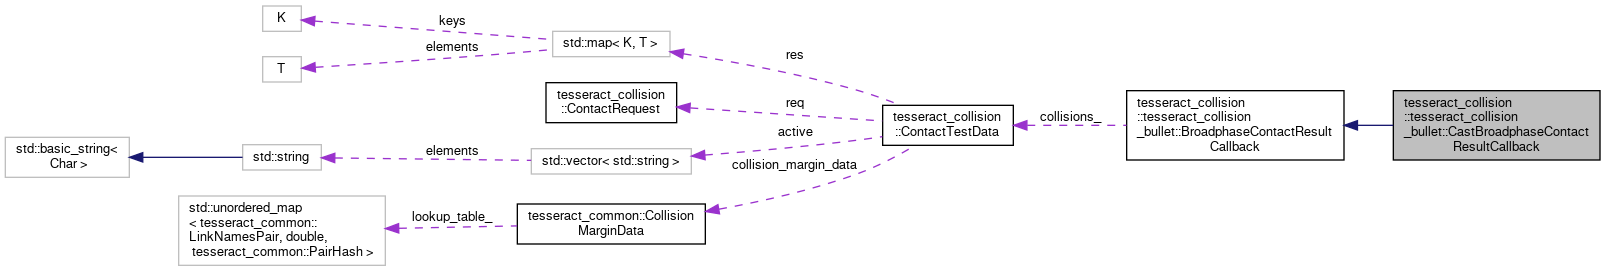 K
keys
T
elements
std::map< K, T >
res
tesseract_collision
::ContactRequest
req
tesseract_collision
::ContactTestData
collisions_
tesseract_collision
::tesseract_collision
_bullet::BroadphaseContactResult
Callback
tesseract_collision
::tesseract_collision
_bullet::CastBroadphaseContact
ResultCallback
active
std::basic_string<
Char >
std::string
elements
std::vector< std::string >
collision_margin_data
std::unordered_map
< tesseract_common::
LinkNamesPair, double,
tesseract_common::PairHash >
lookup_table_
tesseract_common::Collision
MarginData